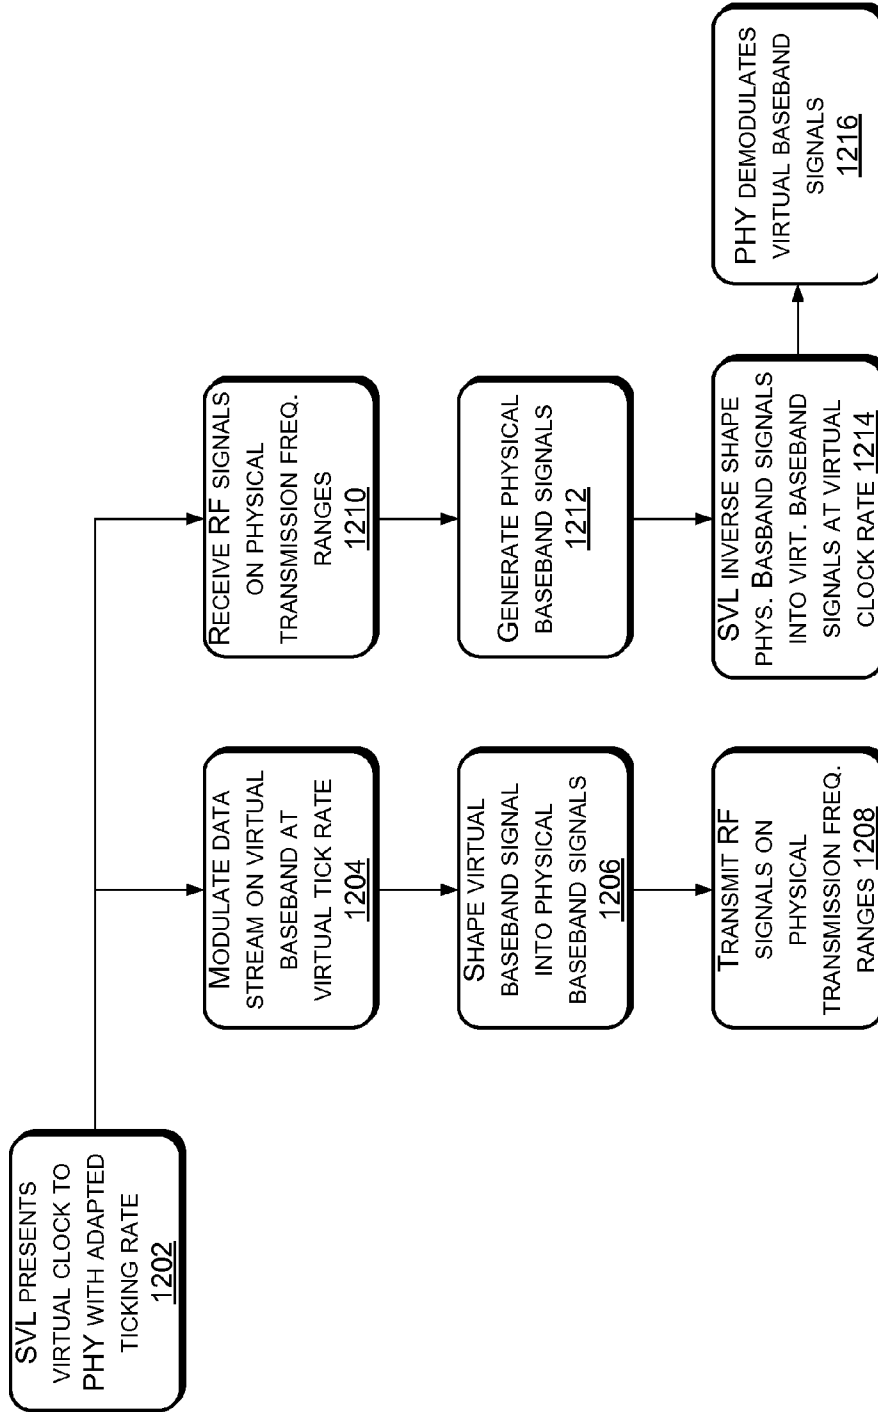 SVL PRESENTS
VIRTUAL CLOCK TO
PHY WITH ADAPTED
TICKING RATE
1202
MODULATE DATA
STREAM ON VIRTUAL
BASEBAND AT
VIRTUAL TICK RATE
1204
SHAPE VIRTUAL
BASEBAND SIGNAL
INTO PHYSICAL
BASEBAND SIGNALS
1206
TRANSMIT RF
SIGNALS ON
PHYSICAL
TRANSMISSION FREQ.
RANGES 1208
RECEIVE RF SIGNALS
ON PHYSICAL
TRANSMISSION FREQ.
RANGES
1210
GENERATE PHYSICAL
BASEBAND SIGNALS
1212
SVL INVERSE SHAPE
PHYS. BASBAND SIGNALS
INTO VIRT. BASEBAND
SIGNALS AT VIRTUAL
CLOCK RATE 1214
PHY DEMODULATES
VIRTUAL BASEBAND
SIGNALS
1216